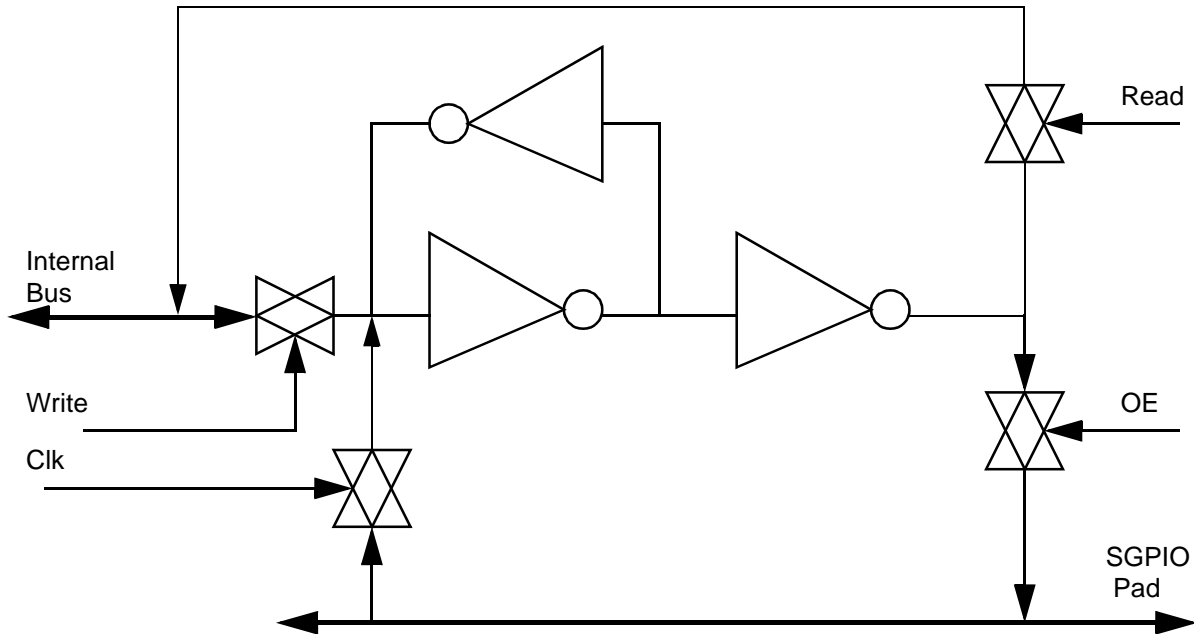 Read
Internal
Bus
Write
OE
Clk
SGPIO
Pad